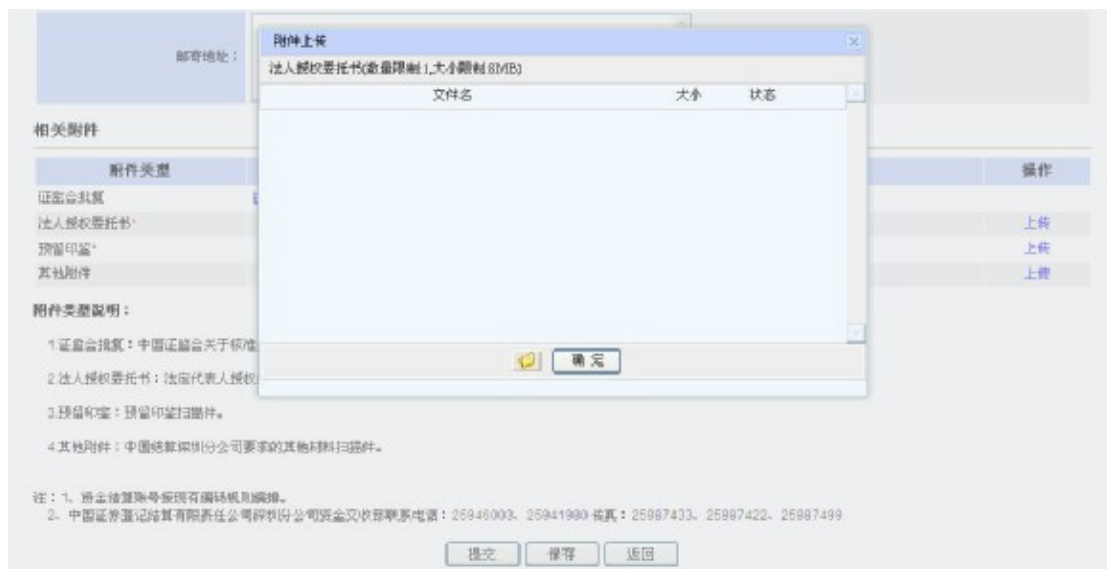 附件上传
邮寄地址：
法人授权委托书(数量限制:1,大小限制:8MB)
文件名 大小 状态
相关附件
附件类型 操作
证监会批复
法人授权委托书* 上传
预留印鉴* 上传
其他附件 上传
附件类型说明：
1.证监会批复：中国证监会关于核准
2.法人授权委托书：法定代表人授权
确 定
3.预留印鉴：预留印鉴扫描件。
4.其他附件：中国结算深圳分公司要求的其他材料扫描件。
注：1、资金结算账号按现有编码规则编排。
2、中国证券登记结算有限责任公司深圳分公司资金交收部联系电话：25946003、25941980 传真：25987433、25987422、25987499
提交 保存 返回